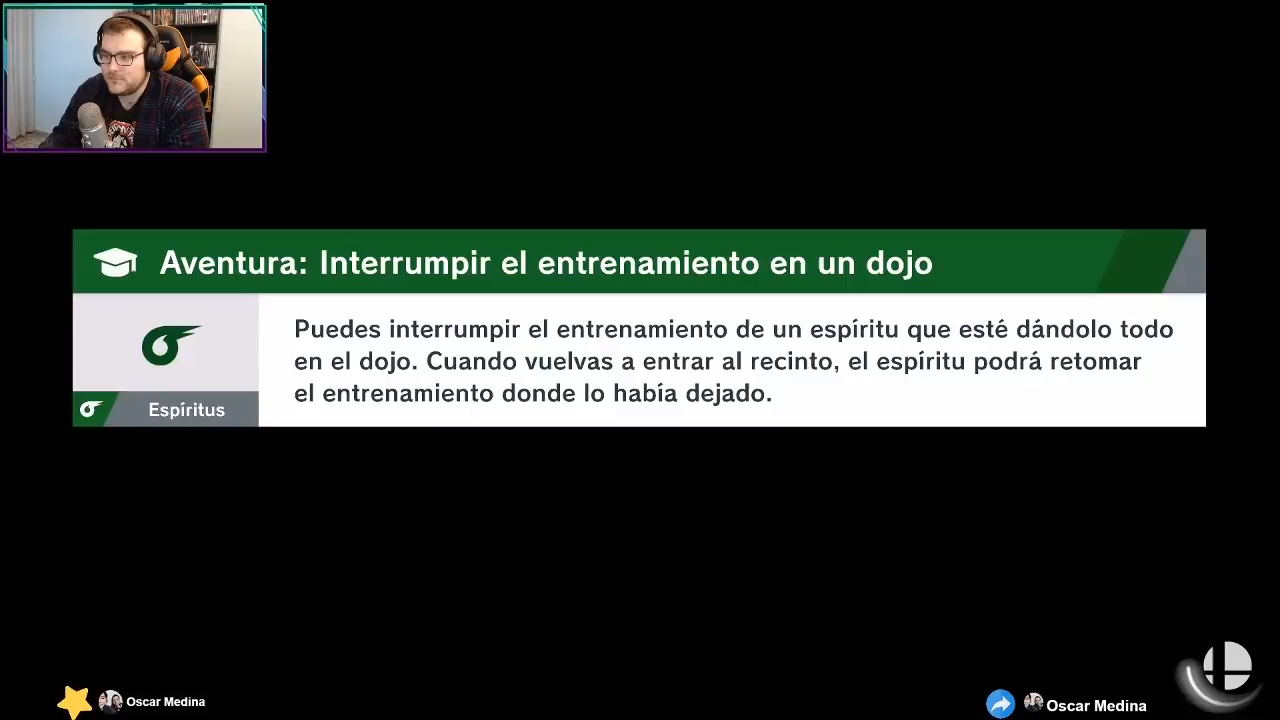 Aventura: Interrumpir el entrenamiento en un dojo
Puedes interrumpir el entrenamiento de un espíritu que esté dándolo todo
en el dojo. Cuando vuelvas a entrar al recinto, el espíritu podrá retomar
el entrenamiento donde lo había dejado.
Espíritus
Oscar Medina
Oscar Medina